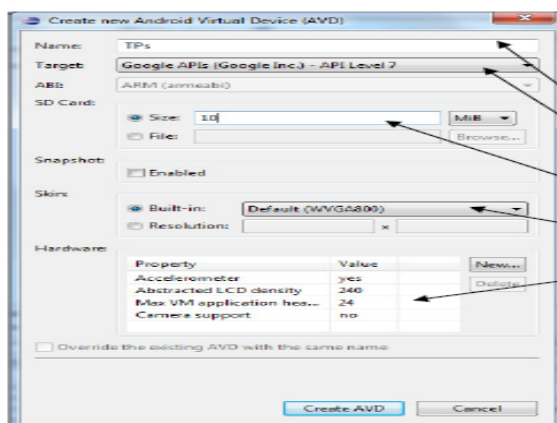 Create new Android Virtual Device (AVD)
Name: TPs
Target: Google APIs (Google Inc.) - API Level 7
ABI: ARM (armeabi)
SD Card:
Size: 10 MiB
File: Browse...
Snapshot:
Enabled
Skin:
Built-in: Default (WVGA800)
Resolution: x
Hardware:
Property Value New...
Accelerometer yes Delete
Abstracted LCD density 240
Max VM application hea... 24
Camera support no
Override the existing AVD with the same name
Create AVD Cancel